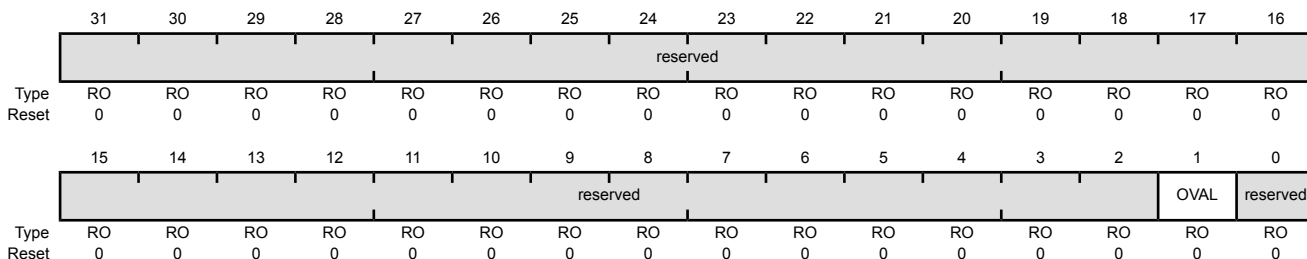 31 30 29 28 27 26 25 24 23 22 21 20 19 18 17 16
reserved
Type RO RO RO RO RO RO RO RO RO RO RO RO RO RO RO RO
Reset 0 0 0 0 0 0 0 0 0 0 0 0 0 0 0 0
15 14 13 12 11 10 9 8 7 6 5 4 3 2 1 0
reserved OVAL reserved
Type RO RO RO RO RO RO RO RO RO RO RO RO RO RO RO RO
Reset 0 0 0 0 0 0 0 0 0 0 0 0 0 0 0 0